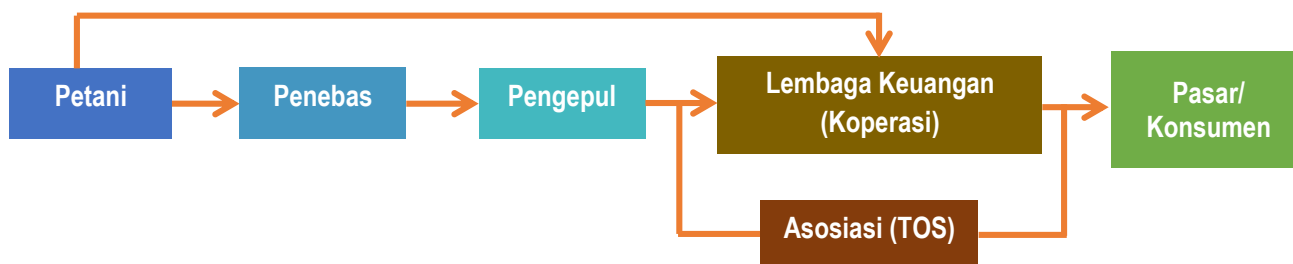 Petani
Penebas
Pengepul
Lembaga Keuangan
(Koperasi)
Pasar/
Konsumen
Asosiasi (TOS)